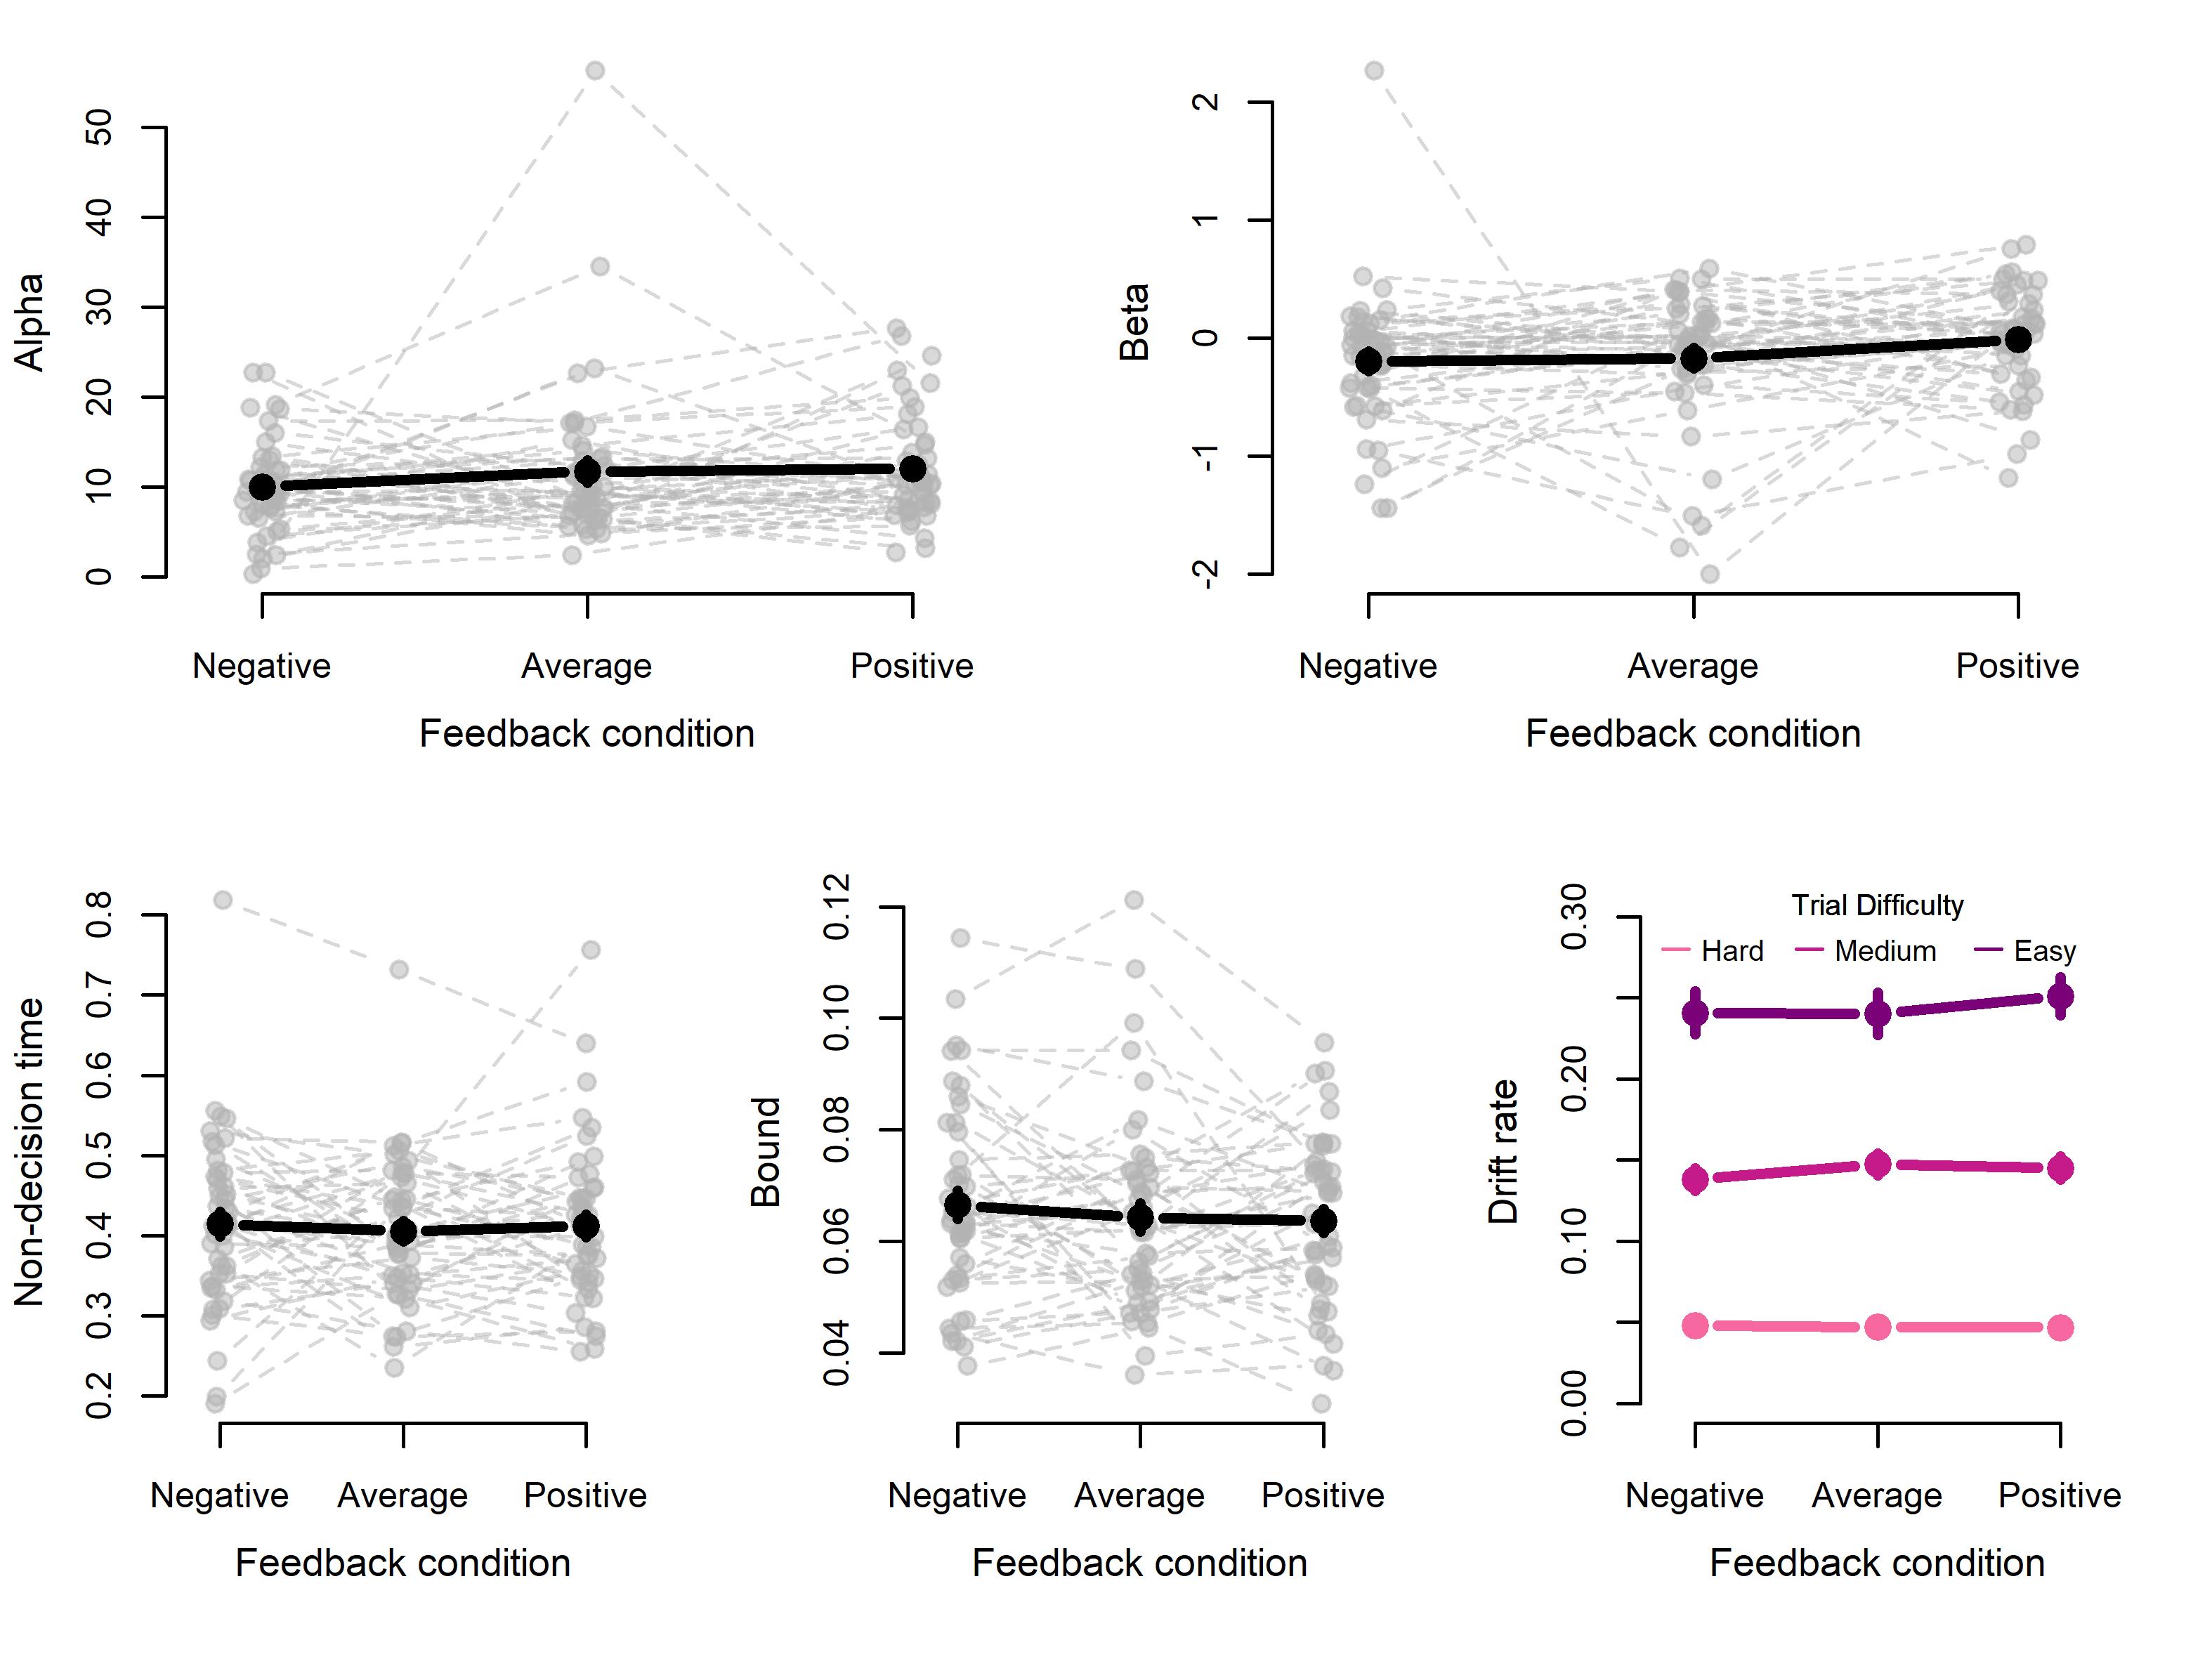 Alpha
50
40
30
20
10
0
Negative Average Positive
Feedback condition
Beta
2
1
0
-1
-2
Negative Average Positive
Feedback condition
Non-decision time
0.8
0.7
0.6
0.5
0.4
0.3
0.2
Negative Average Positive
Feedback condition
Bound
0.12
0.10
0.08
0.06
0.04
Negative Average Positive
Feedback condition
Drift rate
0.30
0.20
0.10
0.00
Trial Difficulty
Hard Medium Easy
Negative Average Positive
Feedback condition